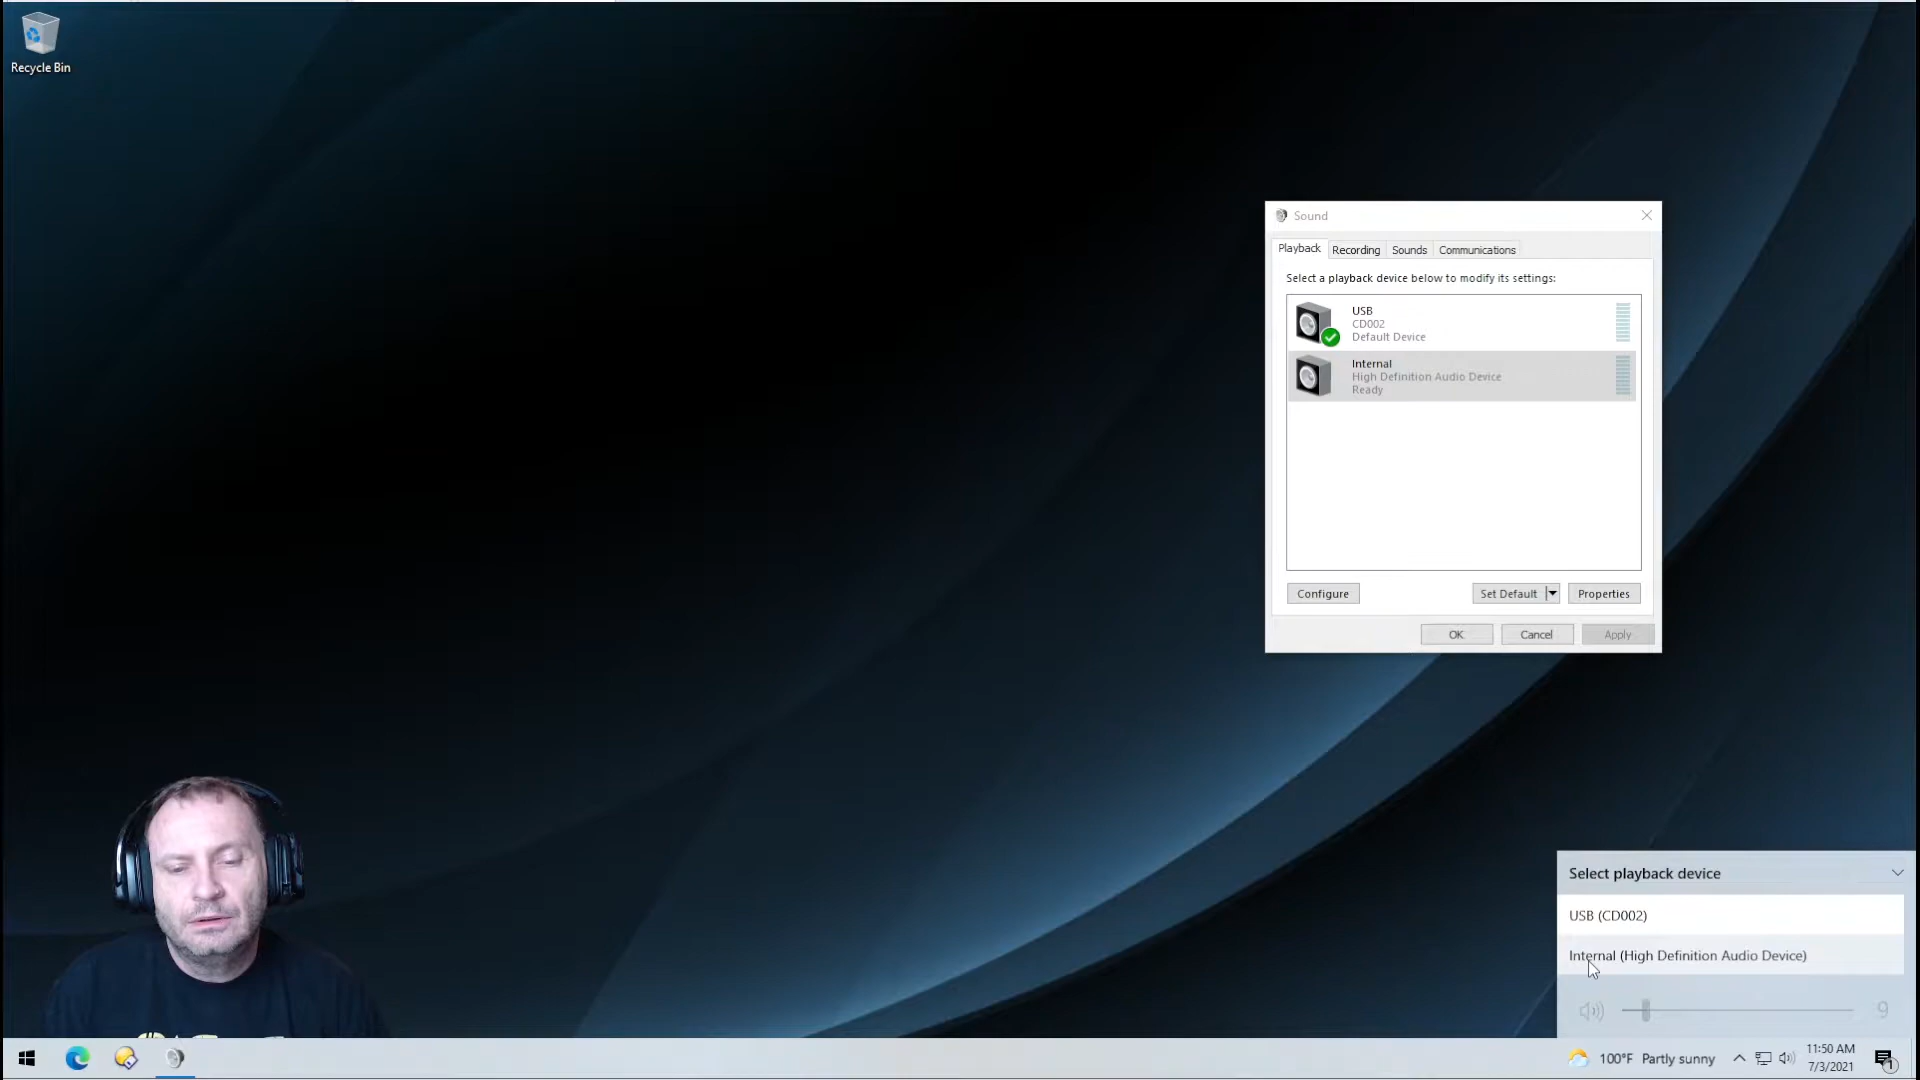 Recycle Bin
Sound
Playback
Recording
Sounds
Communications
Select a playback device below to modify its settings:
USB
CD002
Default Device
Internal
High Definition Audio Device
Ready
Configure
Set Default
Properties
OK
Cancel
Apply
Select playback device
USB (CD002)
Internal (High Definition Audio Device)
9
100°F Partly sunny
11:50 AM
7/3/2021
1